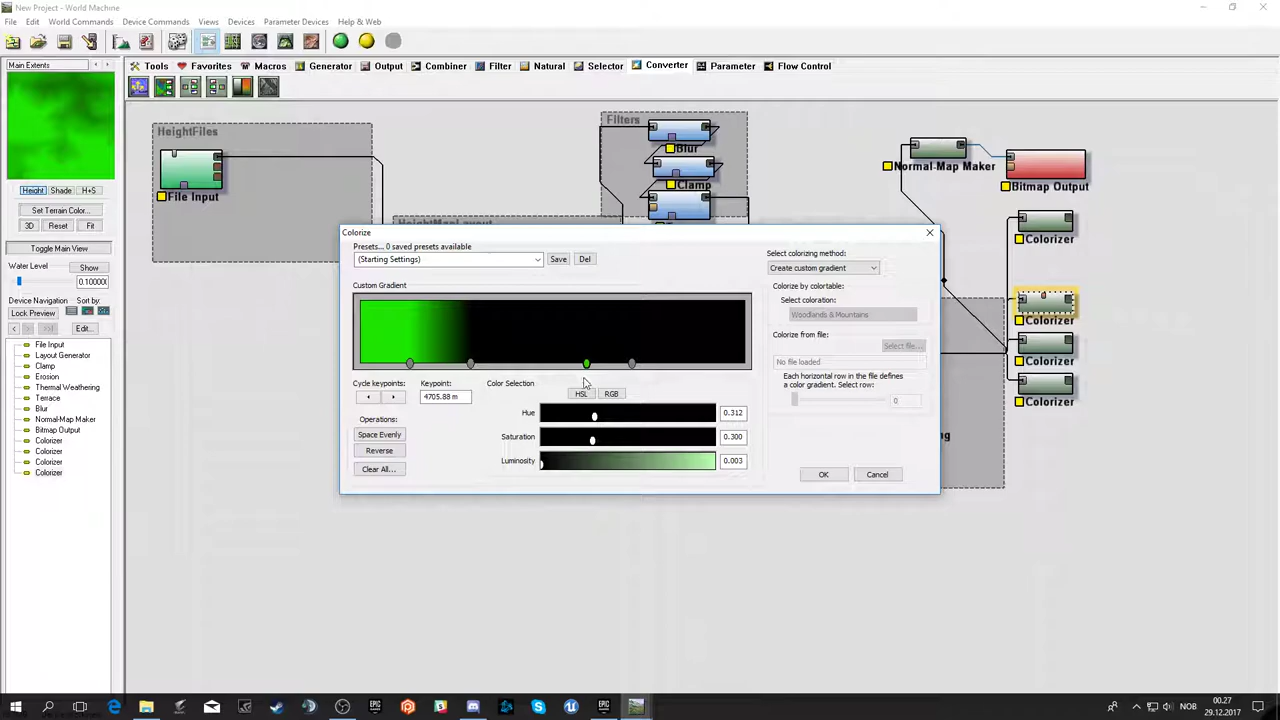 New Project - World Machine
File Edit World Commands Device Commands Views Devices Parameter Devices Help & Web
Main Extents
Tools Favorites Macros Generator Output Combiner Filter Natural Selector Converter Parameter Flow Control
HeightFiles
File Input
Filters
Blur
Clamp
Normal-Map Maker
Bitmap Output
Colorizer
Colorizer
Colorizer
Colorizer
Height Shade H+S
Set Terrain Color...
3D Reset Fit
Toggle Main View
Water Level Show
0.10000
Device Navigation Sort by:
Lock Preview
Edit...
File Input
Layout Generator
Clamp
Erosion
Thermal Weathering
Terrace
Blur
Normal-Map Maker
Bitmap Output
Colorizer
Colorizer
Colorizer
Colorizer
Colorize
Presets... 0 saved presets available
(Starting Settings) Save Del
Custom Gradient
Cycle keypoints: Keypoint: Color Selection
4705.88 m
HSL RGB
Hue 0.312
Operations:
Space Evenly
Saturation 0.300
Reverse
Luminosity 0.003
Clear All...
Select colorizing method:
Create custom gradient
Colorize by colortable:
Select coloration:
Woodlands & Mountains
Colorize from file:
Select file...
No file loaded
Each horizontal row in the file defines
a color gradient. Select row:
0
OK Cancel
00.27
NOB
29.12.2017